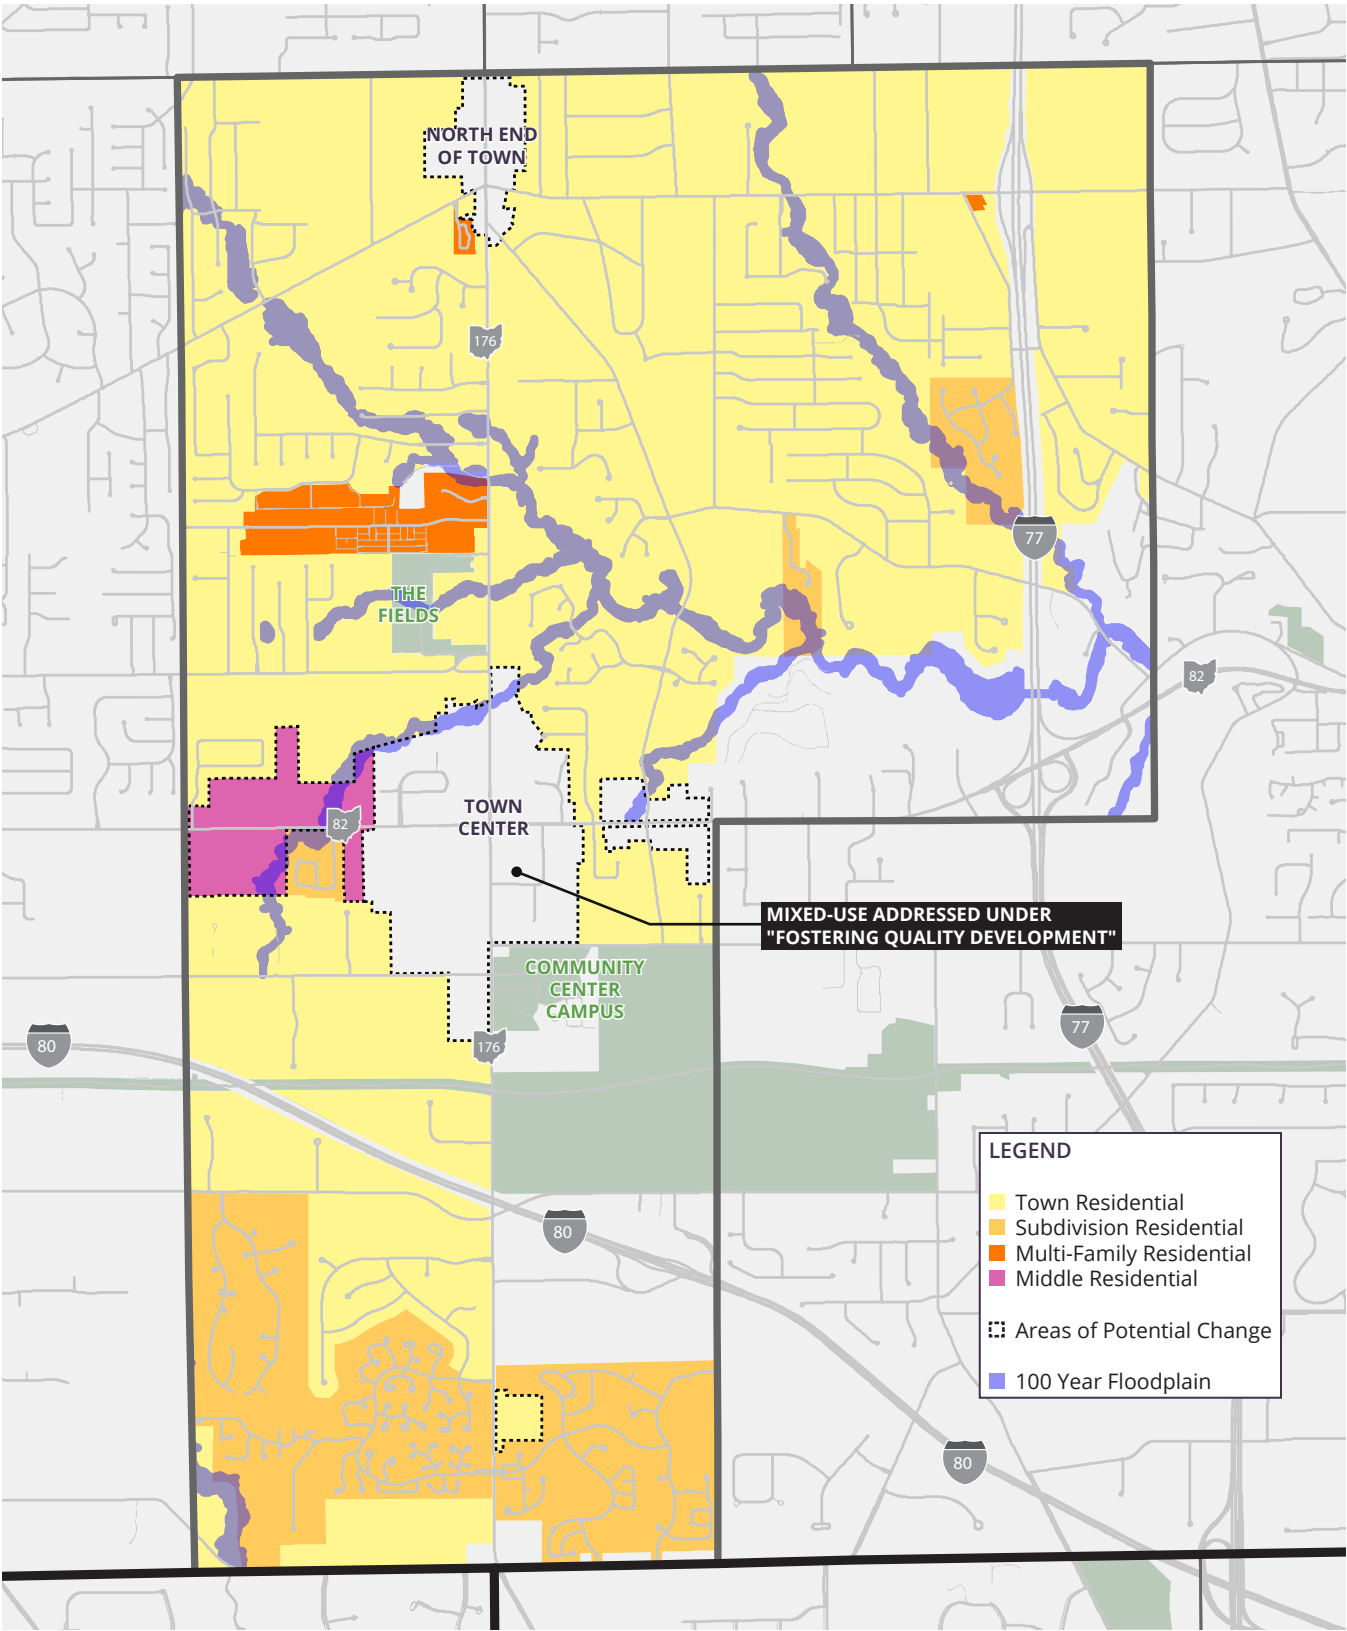 NORTH END
OF TOWN
176
77
THE
FIELDS
82
TOWN
CENTER
82
MIXED-USE ADDRESSED UNDER
"FOSTERING QUALITY DEVELOPMENT"
COMMUNITY
CENTER
CAMPUS
77
80
176
80
LEGEND
Town Residential
Subdivision Residential
Multi-Family Residential
Middle Residential
Areas of Potential Change
100 Year Floodplain
80